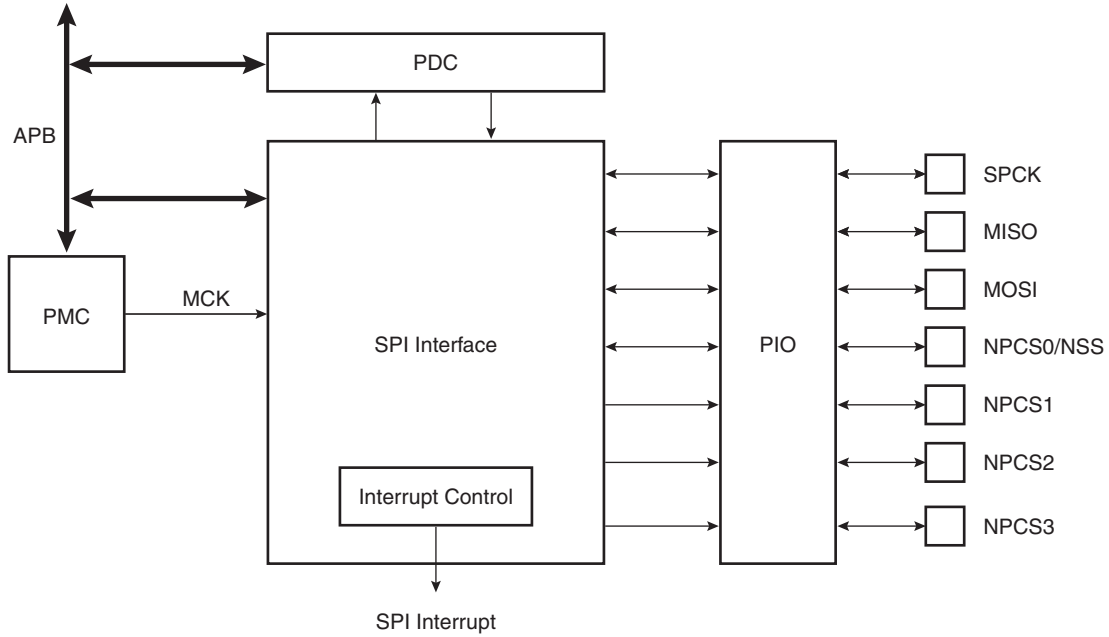 PDC
APB
SPCK
MISO
MCK
MOSI
PMC
SPI Interface
PIO
NPCS0/NSS
NPCS1
NPCS2
Interrupt Control
NPCS3
SPI Interrupt